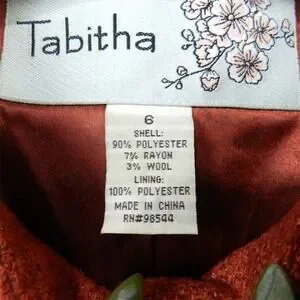 Tabitha
6
SHELL:
90% POLYESTER
7% RAYON
3% WOOL
LINING:
100% POLYESTER
MADE IN CHINA
RN#98544